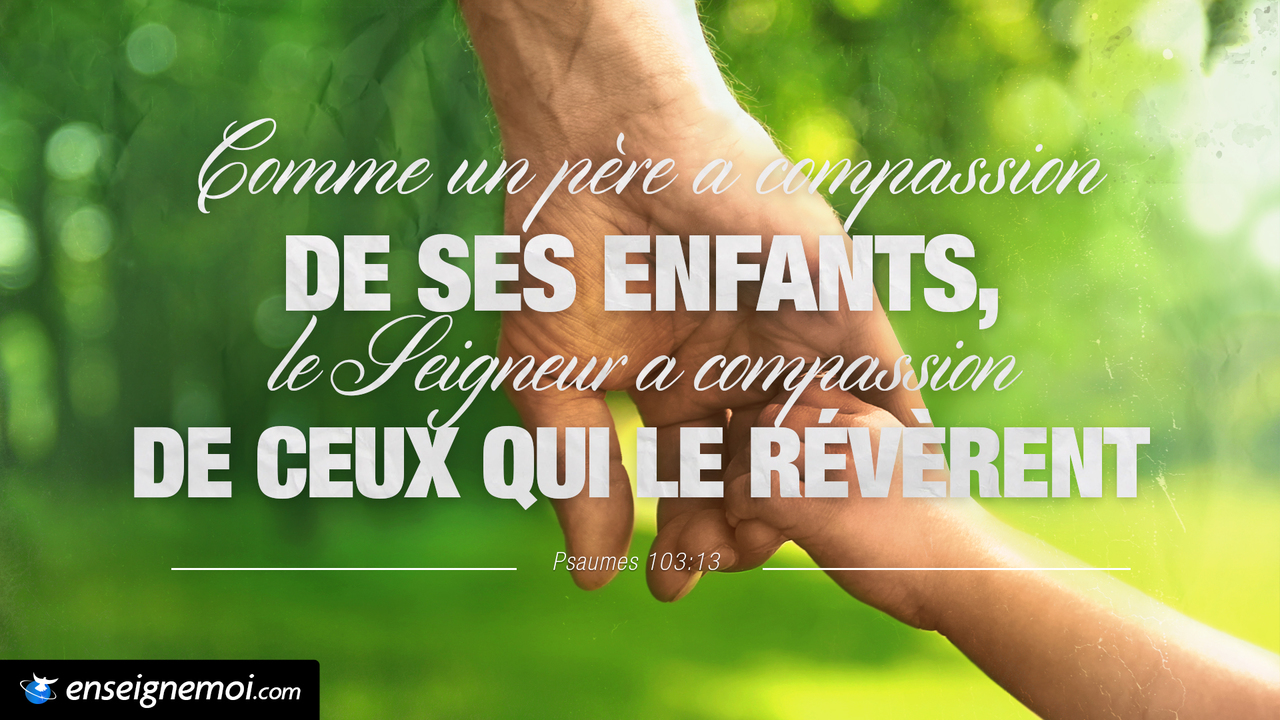 Comme un père a compassion
DE SES ENFANTS,
le Seigneur a compassion
DE CEUX QUI LE RÉVÈRENT
Psaumes 103:13
enseignemoi.com